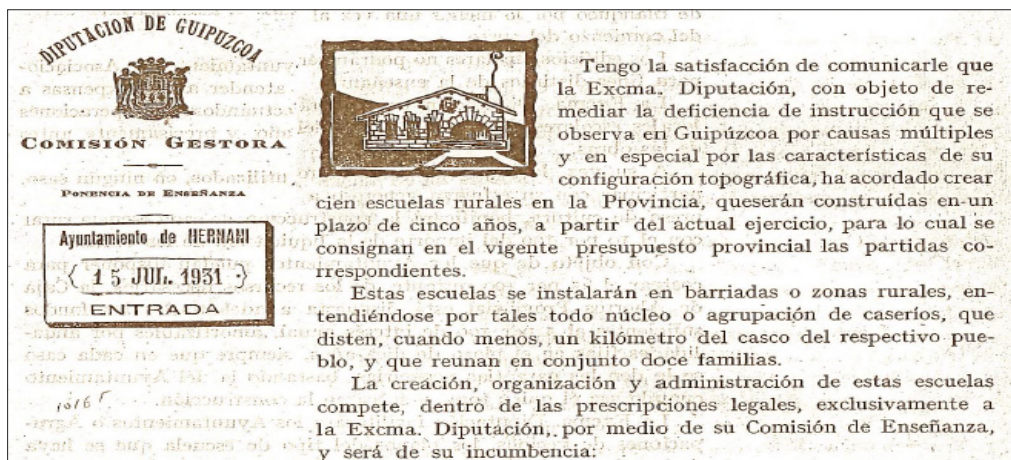 DIPUTACION DE GUIPUZCOA
COMISIÓN GESTORA
PONENCIA DE ENSEÑANZA
Ayuntamiento de HERNANI
15 JUL. 1931
ENTRADA
Tengo la satisfacción de comunicarle que
la Excma. Diputación, con objeto de re-
mediar la deficiencia de instrucción que se
observa en Guipúzcoa por causas múltiples
y en especial por las características de su
configuración topográfica, ha acordado crear
cien escuelas rurales en la Provincia, queserán construídas en un
plazo de cinco años, a partir del actual ejercicio, para lo cual se
consignan en el vigente presupuesto provincial las partidas co-
rrespondientes.
Estas escuelas se instalarán en barriadas o zonas rurales, en-
tendiéndose por tales todo núcleo o agrupación de caseríos, que
disten, cuando menos, un kilómetro del casco del respectivo pue-
blo, y que reunan en conjunto doce familias.
La creación, organización y administración de estas escuelas
compete, dentro de las prescripciones legales, exclusivamente a
la Excma. Diputación, por medio de su Comisión de Enseñanza,
y será de su incumbencia: